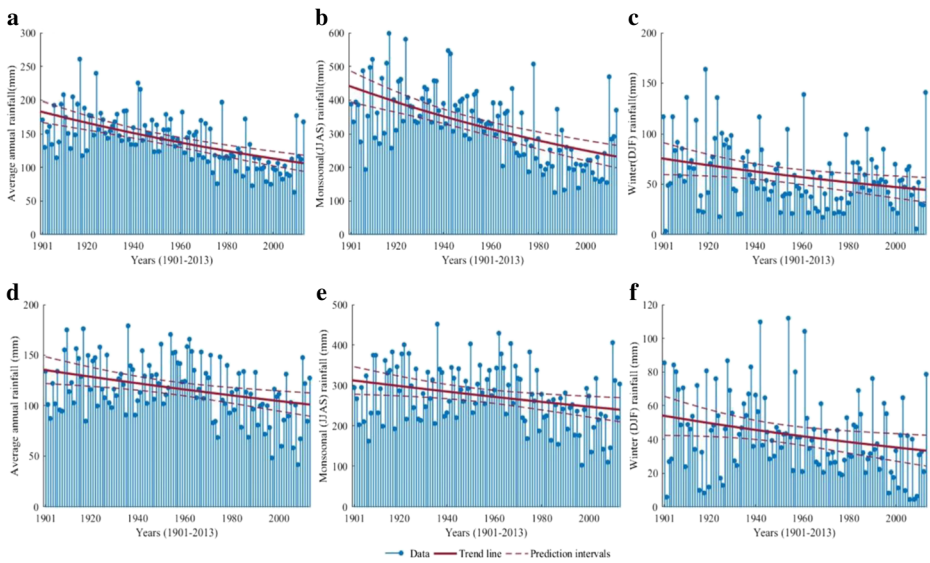 a
b
c
300
250
200
150
100
50
0
Average annual rainfall(mm)
1901 1920 1940 1960 1980 2000
Years (1901-2013)
600
500
400
300
200
100
0
Monsoonal(JJAS) rainfall(mm)
1901 1920 1940 1960 1980 2000
Years (1901-2013)
200
150
100
50
0
Winter(DJF) rainfall(mm)
1901 1920 1940 1960 1980 2000
Years (1901-2013)
d
e
f
200
150
100
50
0
Average annual rainfall (mm)
1901 1920 1940 1960 1980 2000
Years (1901-2013)
500
400
300
200
100
0
Monsoonal (JJAS) rainfall (mm)
1901 1920 1940 1960 1980 2000
Years (1901-2013)
120
100
80
60
40
20
0
Winter (DJF) rainfall (mm)
1901 1920 1940 1960 1980 2000
Years (1901-2013)
Data Trend line Prediction intervals